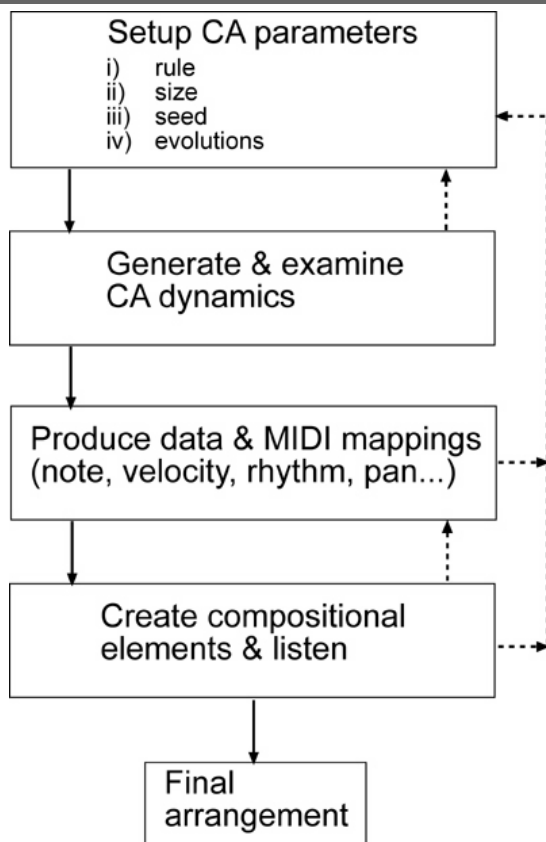 Setup CA parameters
i) rule
ii) size
iii) seed
iv) evolutions
Generate & examine
CA dynamics
Produce data & MIDI mappings
(note, velocity, rhythm, pan...)
Create compositional
elements & listen
Final
arrangement